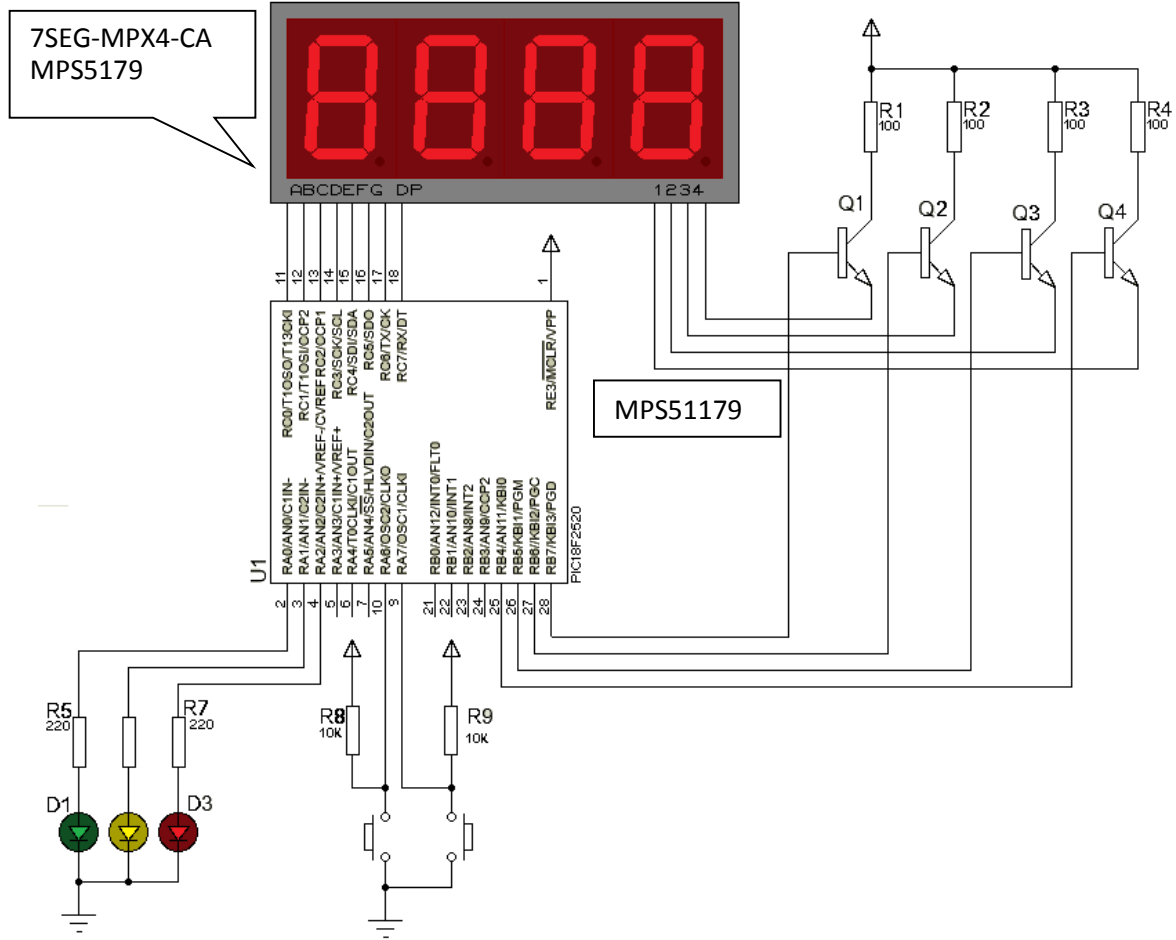 7SEG-MPX4-CA
MPS5179
ABCDEFG DP
1234
R1
100
R2
100
R3
100
R4
100
Q1
Q2
Q3
Q4
11
12
13
14
15
16
17
18
1
RC0/T1OSO/T13CKI
RC1/T1OSI/CCP2
RC2/CCP1
RC3/SCK/SCL
RC4/SDI/SDA
RC5/SDO
RC6/TX/CK
RC7/RX/DT
RE3/MCLR/VPP
MPS51179
RA0/AN0/C1IN-
RA1/AN1/C2IN-
RA2/AN2/C2IN+/VREF-/CVREF
RA3/AN3/C1IN+/VREF+
RA4/T0CLKI/C1OUT
RA5/AN4/SS/HLVDIN/C2OUT
RA6/OSC2/CLKO
RA7/OSC1/CLKI
RB0/AN12/INT0/FLT0
RB1/AN10/INT1
RB2/AN8/INT2
RB3/AN9/CCP2
RB4/AN11/KBI0
RB5/KBI1/PGM
RB6//KBI2/PGC
RB7/KBI3/PGD
U1
PIC18F2520
2
3
4
5
6
7
10
9
21
22
23
24
25
26
27
28
R5
220
R7
220
R8
10K
R9
10K
D1
D3